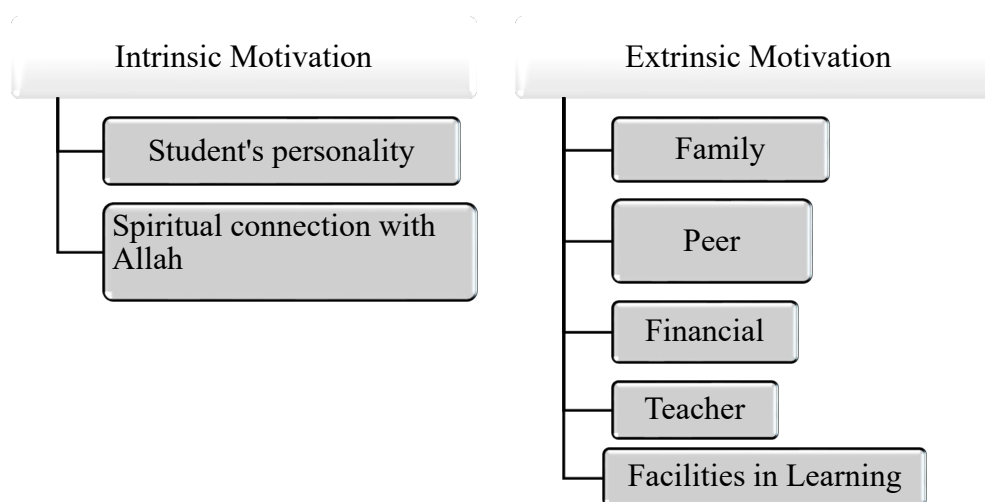 Intrinsic Motivation
Student's personality
Spiritual connection with
Allah
Extrinsic Motivation
Family
Peer
Financial
Teacher
Facilities in Learning